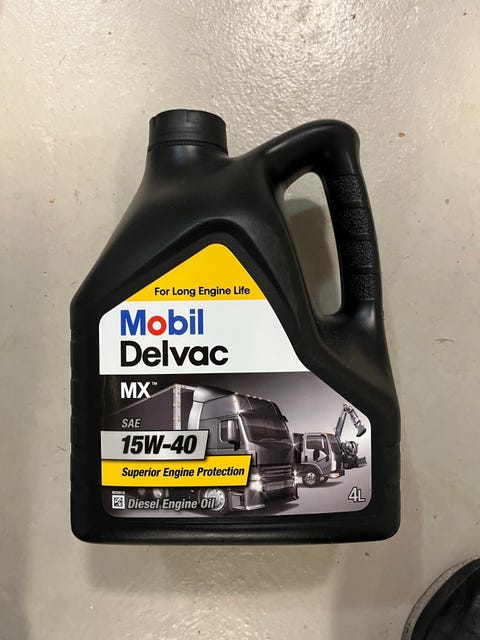 For Long Engine Life
Mobil
Delvac
MX™
SAE
15W-40
Superior Engine Protection
Diesel Engine Oil
4L